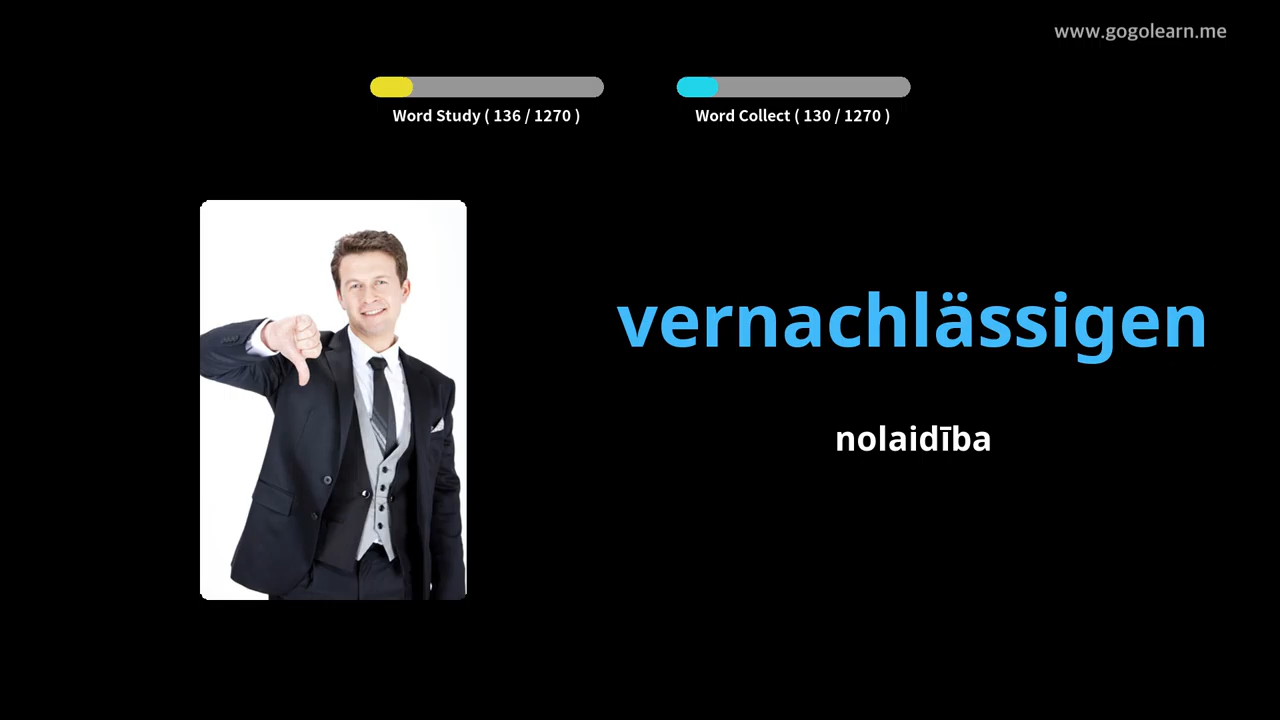 www.gogolearn.me
Word Study ( 136 / 1270 )
Word Collect ( 130 / 1270 )
vernachlässigen
nolaidība